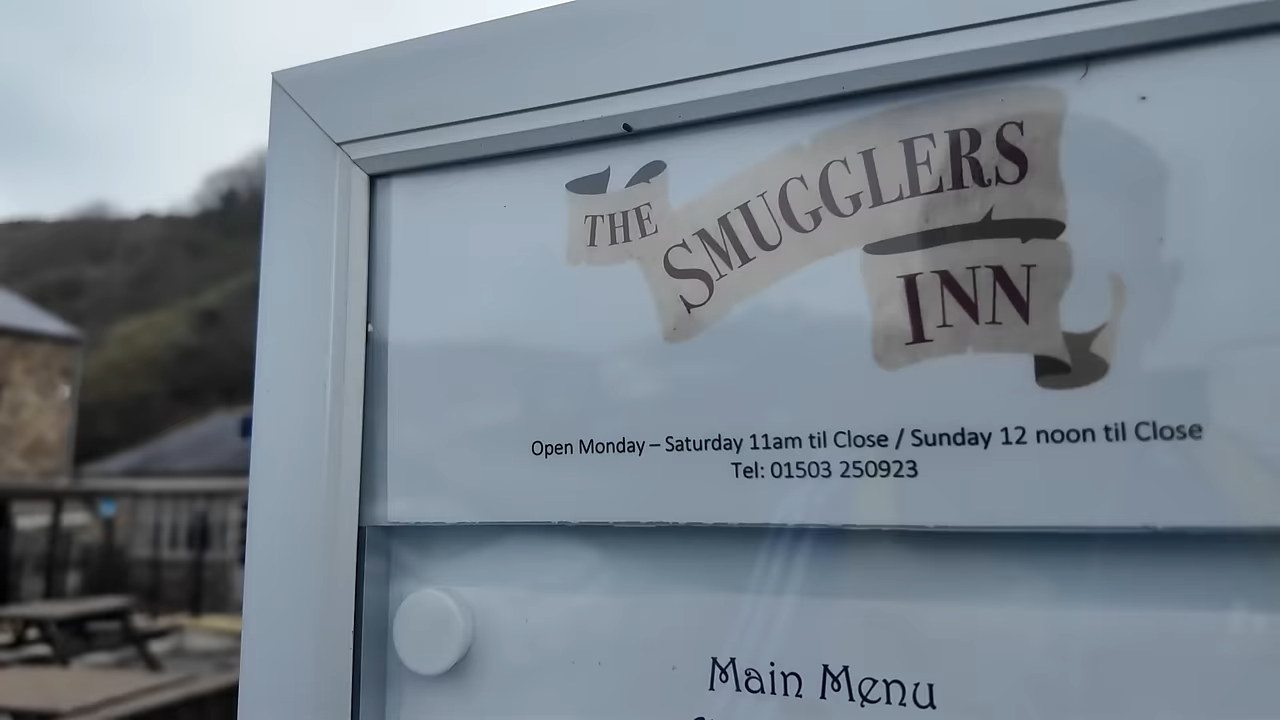 THE SMUGGLERS
INN
Open Monday – Saturday 11am til Close / Sunday 12 noon til Close
Tel: 01503 250923
Main Menu